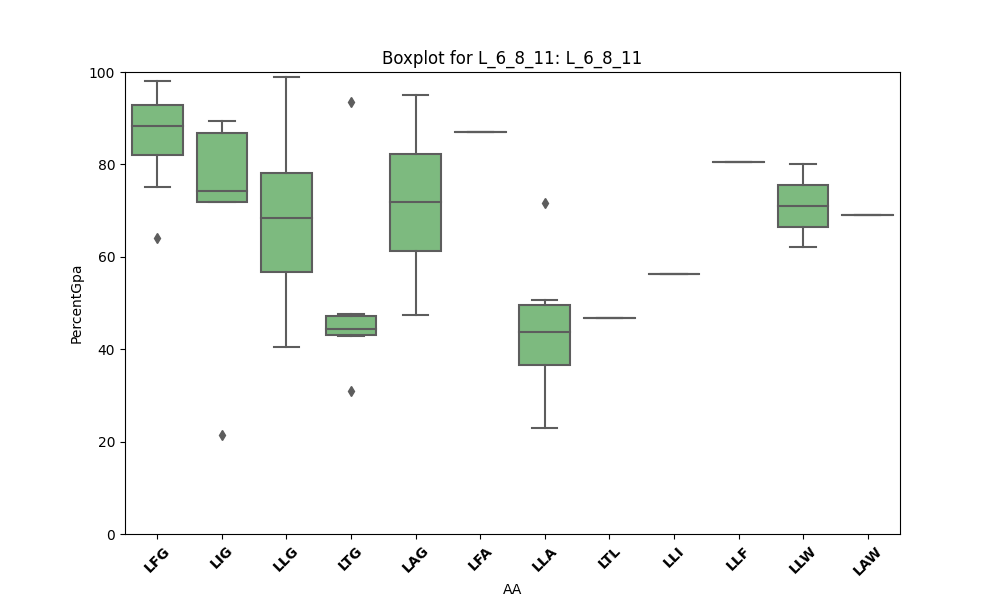 Boxplot for L_6_8_11: L_6_8_11
100
80
60
40
20
0
PercentGpa
LFG LIG LLG LTG LAG LFA LLA LTL LLI LLF LLW LAW
AA